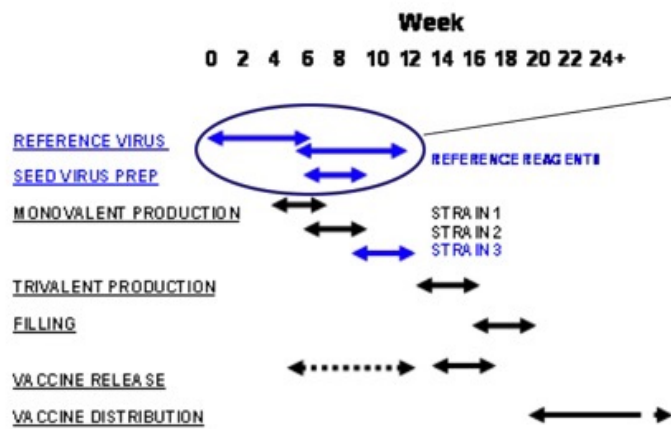 Week
0 2 4 6 8 10 12 14 16 18 20 22 24+
REFERENCE VIRUS
REFERENCE REAGENTII
SEED VIRUS PREP
MONOVALENT PRODUCTION
STRAIN 1
STRAIN 2
STRAIN 3
TRIVALENT PRODUCTION
FILLING
VACCINE RELEASE
VACCINE DISTRIBUTION